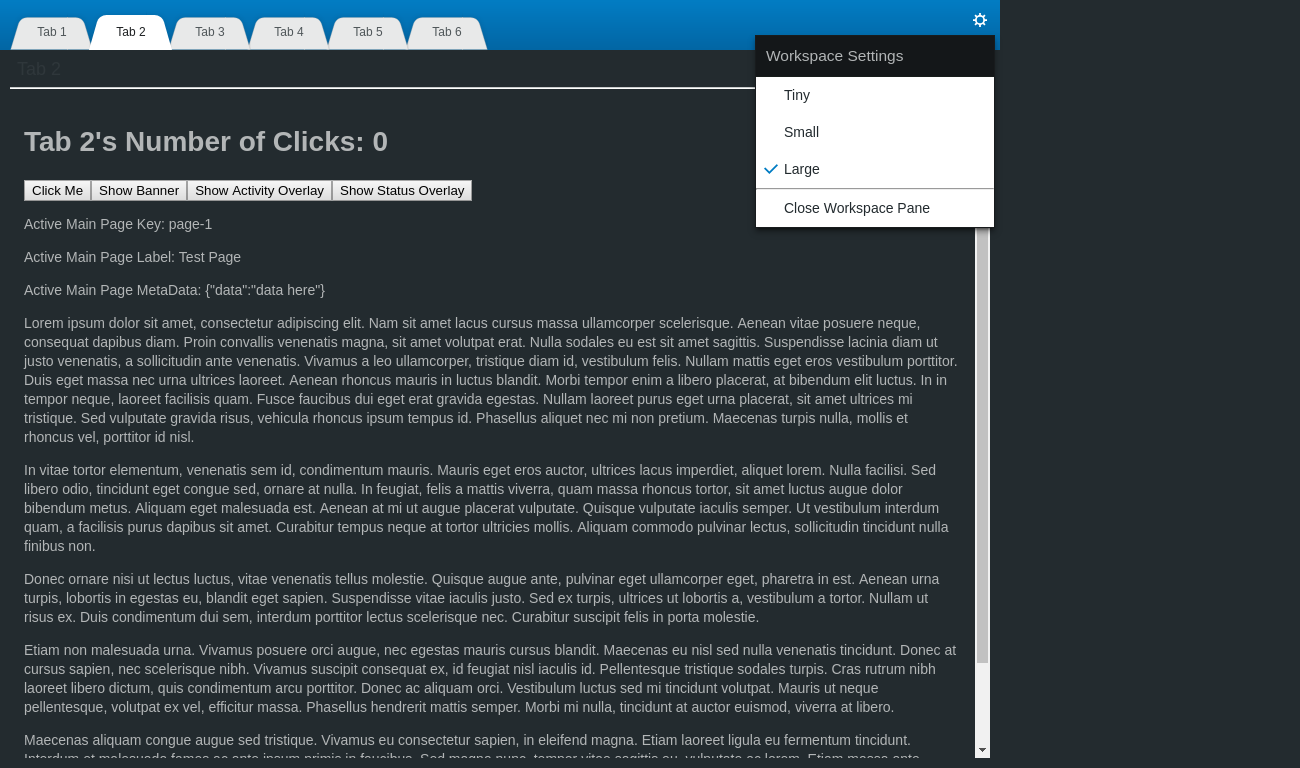 Tab 1
Tab 2
Tab 3
Tab 4
Tab 5
Tab 6
Workspace Settings
Tiny
Small
Large
Close Workspace Pane
Tab 2
Tab 2's Number of Clicks: 0
Click Me
Show Banner
Show Activity Overlay
Show Status Overlay
Active Main Page Key: page-1
Active Main Page Label: Test Page
Active Main Page MetaData: {"data":"data here"}
Lorem ipsum dolor sit amet, consectetur adipiscing elit. Nam sit amet lacus cursus massa ullamcorper scelerisque. Aenean vitae posuere neque,
consequat dapibus diam. Proin convallis venenatis magna, sit amet volutpat erat. Nulla sodales eu est sit amet sagittis. Suspendisse lacinia diam ut
justo venenatis, a sollicitudin ante venenatis. Vivamus a leo ullamcorper, tristique diam id, vestibulum felis. Nullam mattis eget eros vestibulum porttitor.
Duis eget massa nec urna ultrices laoreet. Aenean rhoncus mauris in luctus blandit. Morbi tempor enim a libero placerat, at bibendum elit luctus. In in
tempor neque, laoreet facilisis quam. Fusce faucibus dui eget erat gravida egestas. Nullam laoreet purus eget urna placerat, sit amet ultrices mi
tristique. Sed vulputate gravida risus, vehicula rhoncus ipsum tempus id. Phasellus aliquet nec mi non pretium. Maecenas turpis nulla, mollis et
rhoncus vel, porttitor id nisl.
In vitae tortor elementum, venenatis sem id, condimentum mauris. Mauris eget eros auctor, ultrices lacus imperdiet, aliquet lorem. Nulla facilisi. Sed
libero odio, tincidunt eget congue sed, ornare at nulla. In feugiat, felis a mattis viverra, quam massa rhoncus tortor, sit amet luctus augue dolor
bibendum metus. Aliquam eget malesuada est. Aenean at mi ut augue placerat vulputate. Quisque vulputate iaculis semper. Ut vestibulum interdum
quam, a facilisis purus dapibus sit amet. Curabitur tempus neque at tortor ultricies mollis. Aliquam commodo pulvinar lectus, sollicitudin tincidunt nulla
finibus non.
Donec ornare nisi ut lectus luctus, vitae venenatis tellus molestie. Quisque augue ante, pulvinar eget ullamcorper eget, pharetra in est. Aenean urna
turpis, lobortis in egestas eu, blandit eget sapien. Suspendisse vitae iaculis justo. Sed ex turpis, ultrices ut lobortis a, vestibulum a tortor. Nullam ut
risus ex. Duis condimentum dui sem, interdum porttitor lectus scelerisque nec. Curabitur suscipit felis in porta molestie.
Etiam non malesuada urna. Vivamus posuere orci augue, nec egestas mauris cursus blandit. Maecenas eu nisl sed nulla venenatis tincidunt. Donec at
cursus sapien, nec scelerisque nibh. Vivamus suscipit consequat ex, id feugiat nisl iaculis id. Pellentesque tristique sodales turpis. Cras rutrum nibh
laoreet libero dictum, quis condimentum arcu porttitor. Donec ac aliquam orci. Vestibulum luctus sed mi tincidunt volutpat. Mauris ut neque
pellentesque, volutpat ex vel, efficitur massa. Phasellus hendrerit mattis semper. Morbi mi nulla, tincidunt at auctor euismod, viverra at libero.
Maecenas aliquam congue augue sed tristique. Vivamus eu consectetur sapien, in eleifend magna. Etiam laoreet ligula eu fermentum tincidunt.